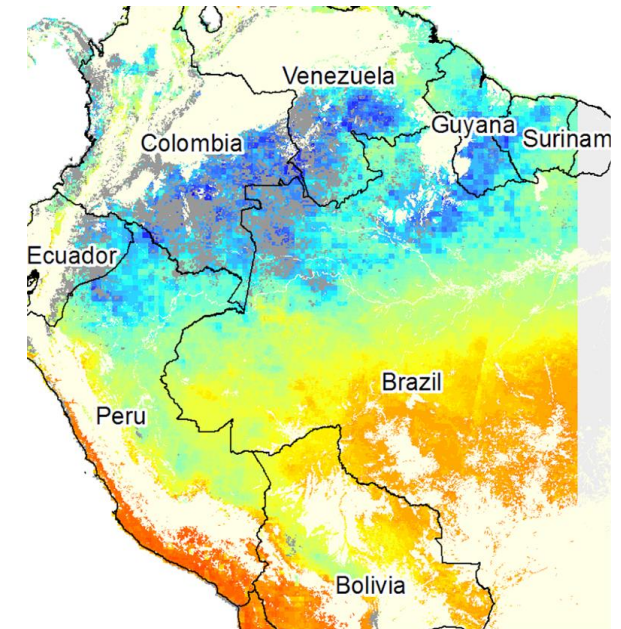 Venezuela
Guyana
Surinam
Colombia
Ecuador
Brazil
Peru
Bolivia